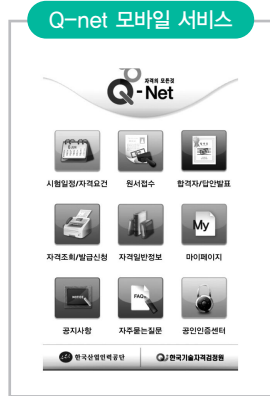 Q-net 모바일 서비스
자격의 모든것
Q-Net
시험일정/자격요건 원서접수 합격자/답안발표
My
자격조회/발급신청 자격일반정보 마이페이지
FAQ
공지사항 자주묻는질문 공인인증센터
한국산업인력공단 한국기술자격검정원